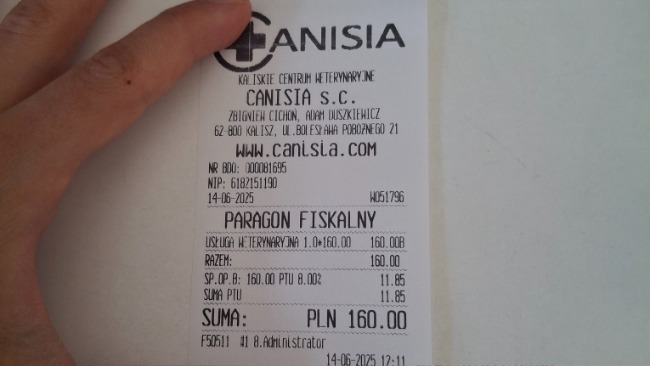 CANISIA
KALISKIE CENTRUM WETERYNARYJNE
CANISIA s.c.
ZBIGNIEW CICHOŃ, ADAM DUSZKIEWICZ
62-800 KALISZ, UL.BOLESŁAWA POBOŻNEGO 21
www.canisia.com
NR BDO: 000081695
NIP: 6182151190
14-06-2025 W051796
PARAGON FISKALNY
USŁUGA WETERYNARYJNA 1.0*160.00 160.00B
RAZEM: 160.00
SP.OP.B: 160.00 PTU 8.00% 11.85
SUMA PTU 11.85
SUMA: PLN 160.00
F50511 #1 8.Administrator
14-06-2025 12:11